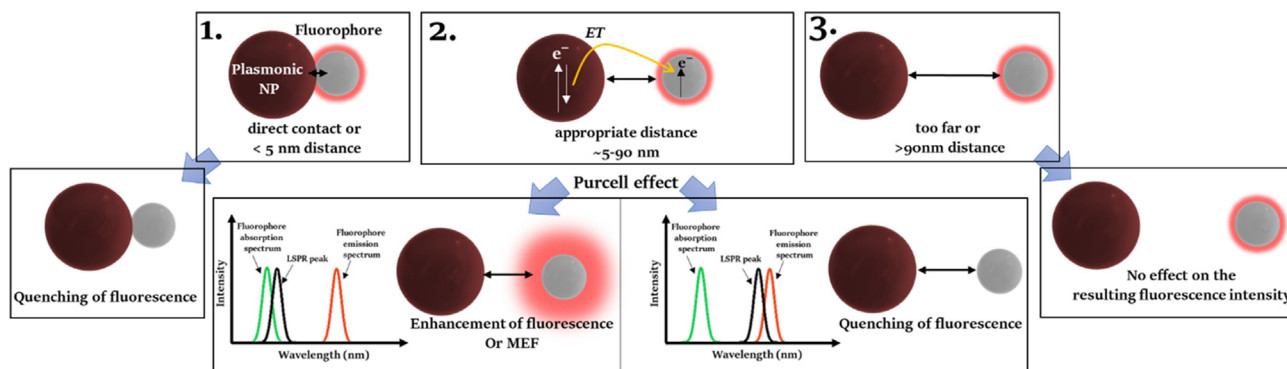 1.
Fluorophore
Plasmonic
NP
direct contact or
< 5 nm distance
2.
ET
e⁻
e⁻
appropriate distance
~5-90 nm
3.
too far or
>90nm distance
Purcell effect
Quenching of fluorescence
Intensity
Fluorophore
absorption
spectrum
LSPR peak
Fluorophore
emission
spectrum
Wavelength (nm)
Enhancement of fluorescence
Or MEF
Intensity
Fluorophore
absorption
spectrum
LSPR peak
Fluorophore
emission
spectrum
Wavelength (nm)
Quenching of fluorescence
No effect on the
resulting fluorescence intensity